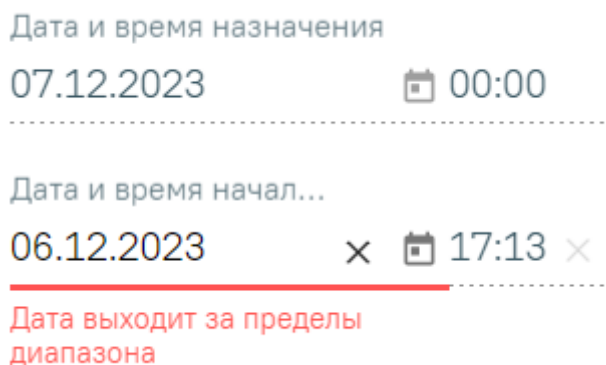 Дата и время назначения
07.12.2023 00:00
Дата и время начал...
06.12.2023 17:13
Дата выходит за пределы
диапазона